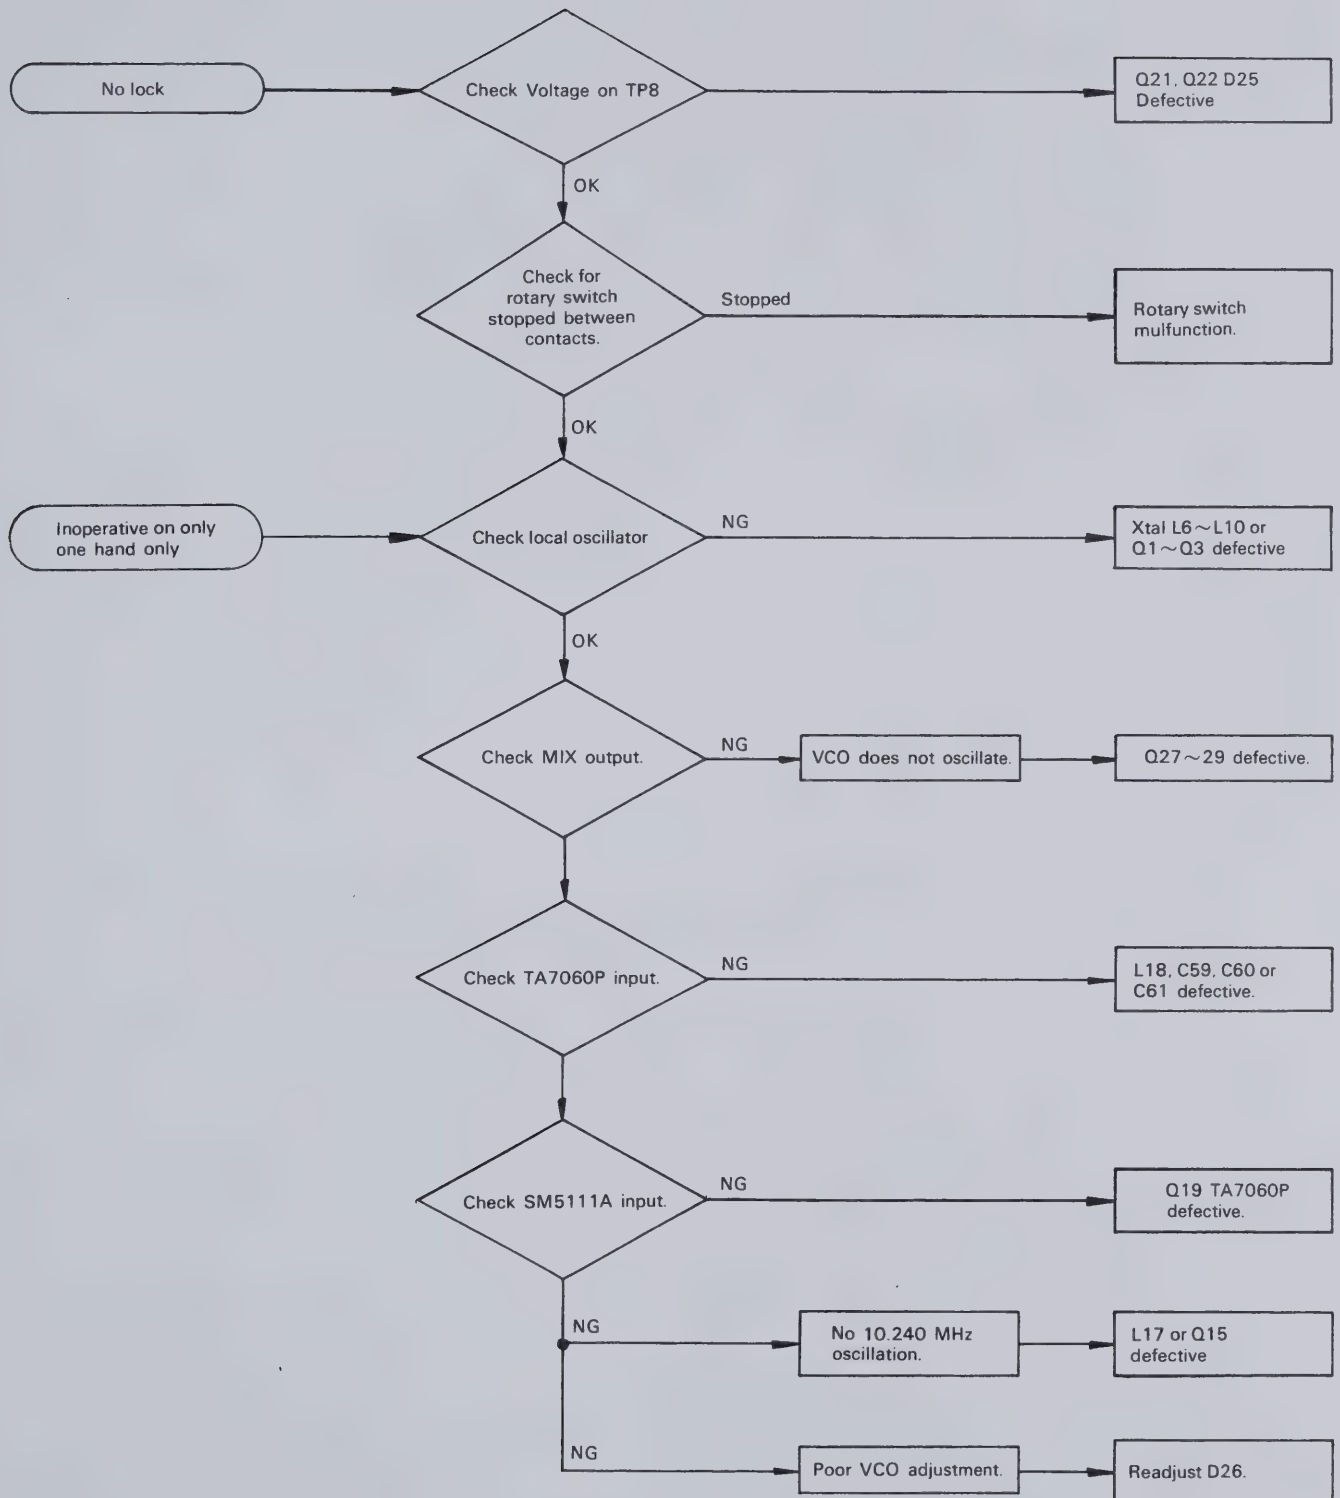 No lock
Check Voltage on TP8
Q21, Q22 D25
Defective
OK
Check for
rotary switch
stopped between
contacts.
Stopped
Rotary switch
mulfunction.
OK
Inoperative on only
one hand only
Check local oscillator
NG
Xtal L6~L10 or
Q1~Q3 defective
OK
Check MIX output.
NG
VCO does not oscillate.
Q27~29 defective.
Check TA7060P input.
NG
L18, C59, C60 or
C61 defective.
Check SM5111A input.
NG
Q19 TA7060P
defective.
NG
No 10.240 MHz
oscillation.
L17 or Q15
defective
NG
Poor VCO adjustment.
Readjust D26.